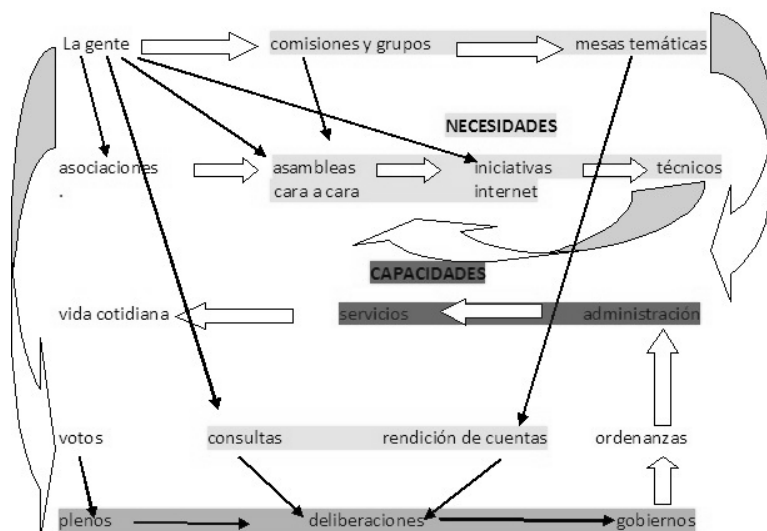 La gente comisiones y grupos mesas temáticas
NECESIDADES
asociaciones asambleas iniciativas técnicos
. cara a cara internet
CAPACIDADES
vida cotidiana servicios administración
votos consultas rendición de cuentas ordenanzas
plenos deliberaciones gobiernos